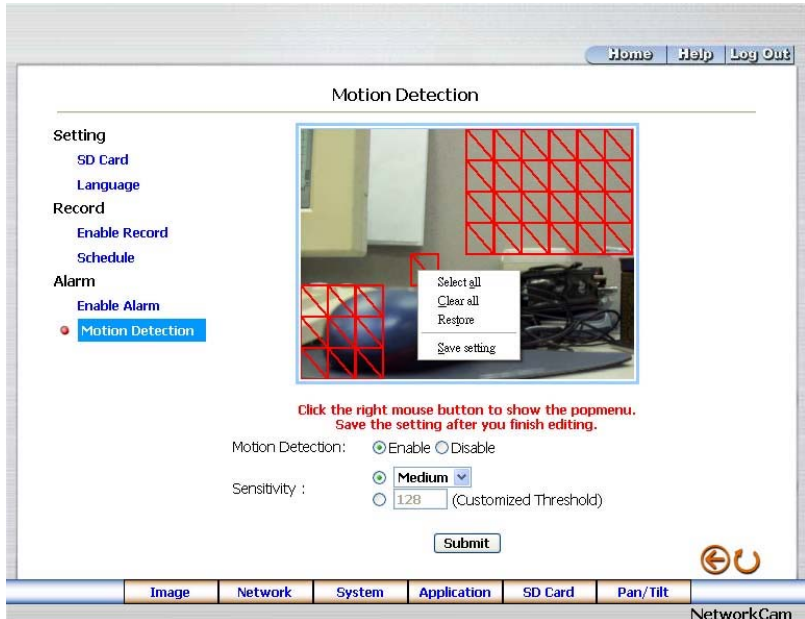 Home Help Log Out
Motion Detection
Setting
SD Card
Language
Record
Enable Record
Schedule
Alarm
Enable Alarm
Motion Detection
Select all
Clear all
Restore
Save setting
Click the right mouse button to show the popmenu.
Save the setting after you finish editing.
Motion Detection: Enable Disable
Sensitivity : Medium
128 (Customized Threshold)
Submit
Image Network System Application SD Card Pan/Tilt
NetworkCam